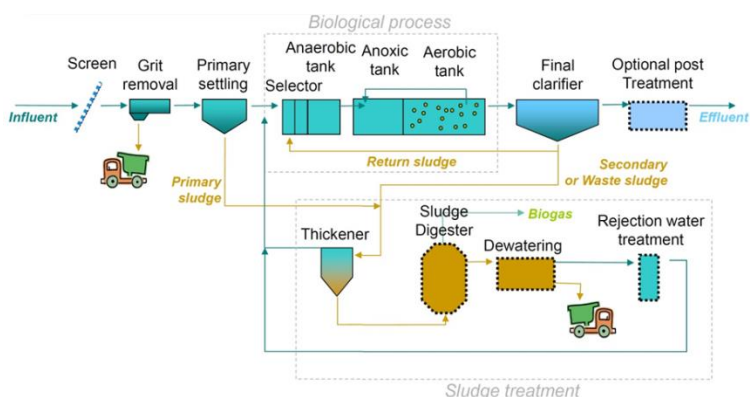 Biological process
Screen
Grit
removal
Primary
settling
Anaerobic
tank
Selector
Anoxic
tank
Aerobic
tank
Final
clarifier
Optional post
Treatment
Influent
Effluent
Return sludge
Primary
sludge
Secondary
or Waste sludge
Thickener
Sludge
Digester
Biogas
Dewatering
Rejection water
treatment
Sludge treatment